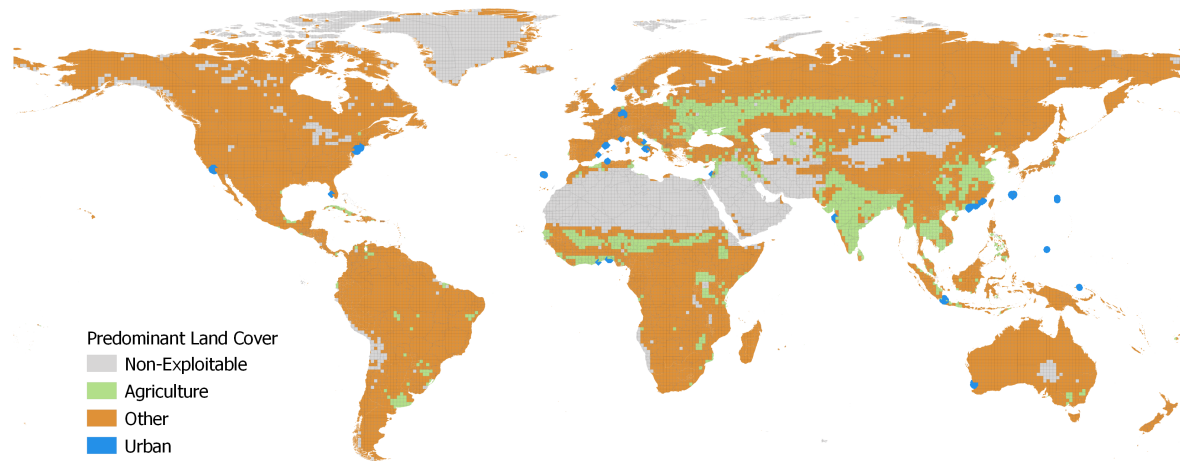 Predominant Land Cover
Non-Exploitable
Agriculture
Other
Urban